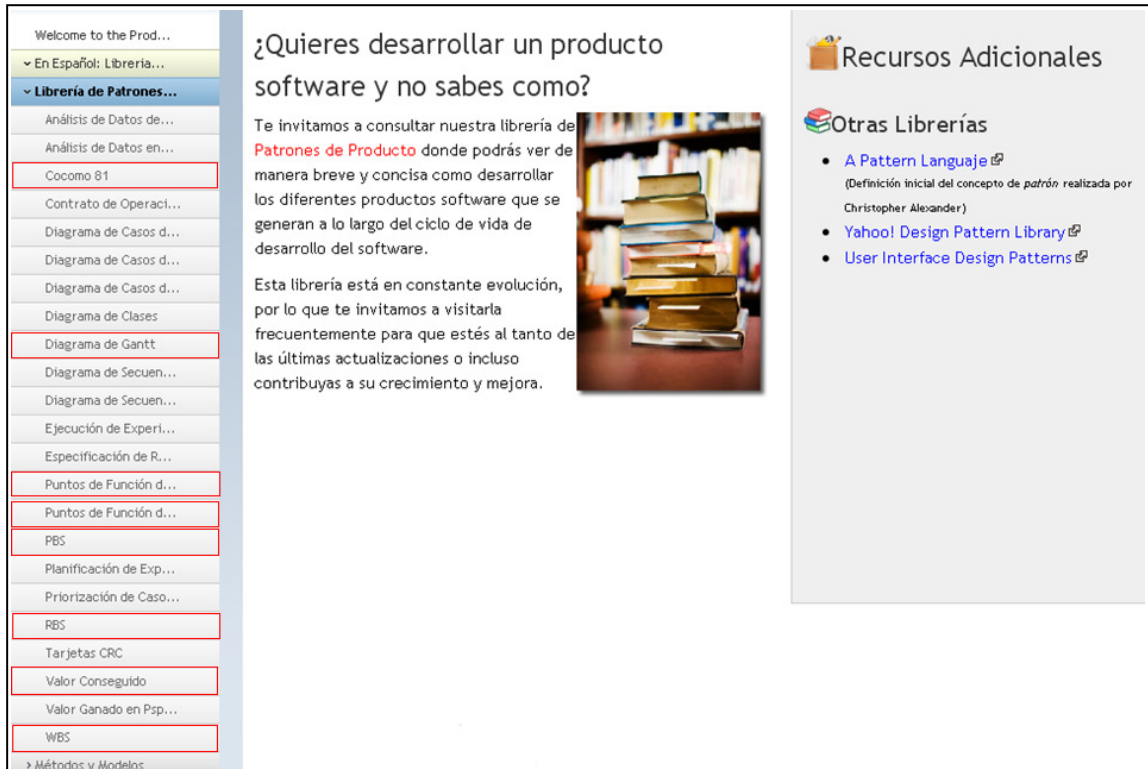 Welcome to the Prod...
En Español: Libreria...
Librería de Patrones...
Análisis de Datos de...
Análisis de Datos en...
Cocomo 81
Contrato de Operaci...
Diagrama de Casos d...
Diagrama de Casos d...
Diagrama de Casos d...
Diagrama de Clases
Diagrama de Gantt
Diagrama de Secuen...
Diagrama de Secuen...
Ejecución de Experi...
Especificación de R...
Puntos de Función d...
Puntos de Función d...
PBS
Planificación de Exp...
Priorización de Caso...
RBS
Tarjetas CRC
Valor Conseguido
Valor Ganado en Psp...
WBS
Métodos y Modelos
¿Quieres desarrollar un producto
software y no sabes como?
Te invitamos a consultar nuestra librería de
Patrones de Producto donde podrás ver de
manera breve y concisa como desarrollar
los diferentes productos software que se
generan a lo largo del ciclo de vida de
desarrollo del software.
Esta librería está en constante evolución,
por lo que te invitamos a visitarla
frecuentemente para que estés al tanto de
las últimas actualizaciones o incluso
contribuyas a su crecimiento y mejora.
Recursos Adicionales
Otras Librerías
A Pattern Languaje
(Definición inicial del concepto de patrón realizada por
Christopher Alexander)
Yahoo! Design Pattern Library
User Interface Design Patterns